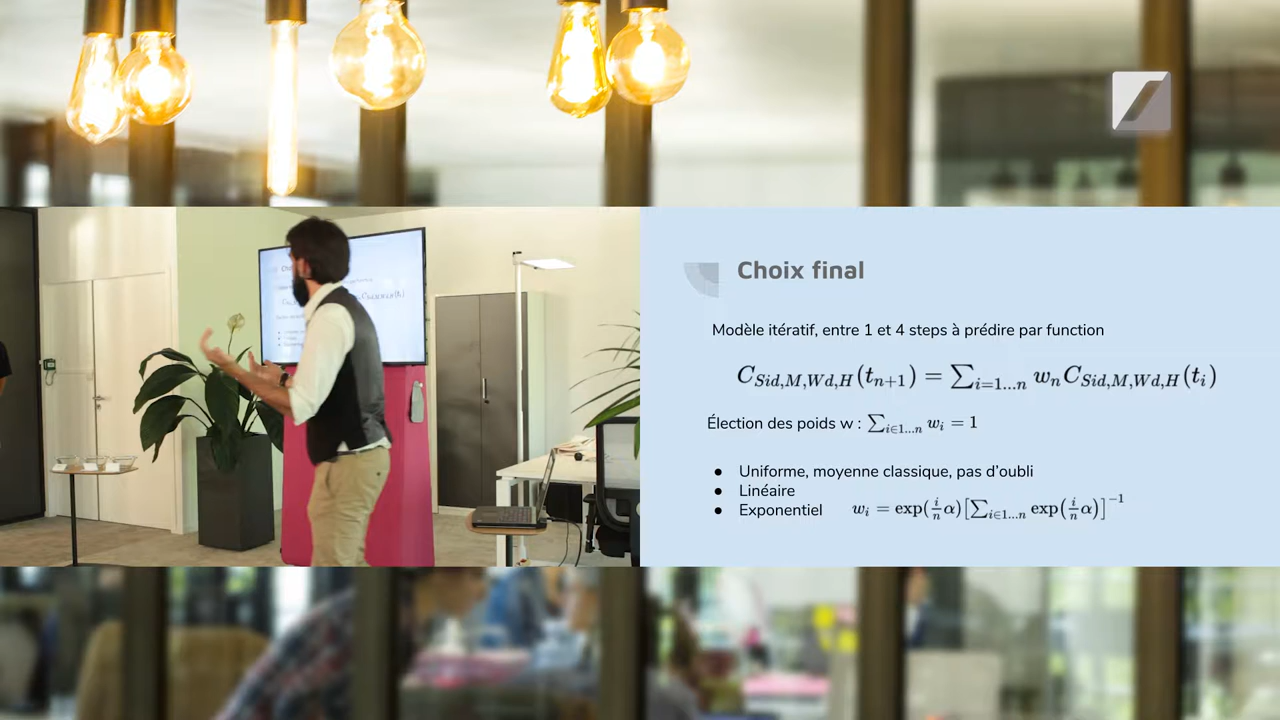 Choix final
Modèle itératif, entre 1 et 4 steps à prédire par function
C_{Sid,M,Wd,H}(t_{n+1}) = ∑_{i=1...n} w_n C_{Sid,M,Wd,H}(t_i)
Élection des poids w : ∑_{i∈1...n} w_i = 1
● Uniforme, moyenne classique, pas d'oubli
● Linéaire
● Exponentiel w_i = exp(\frac{i}{n}α)[∑_{i∈1...n} exp(\frac{i}{n}α)]^{-1}